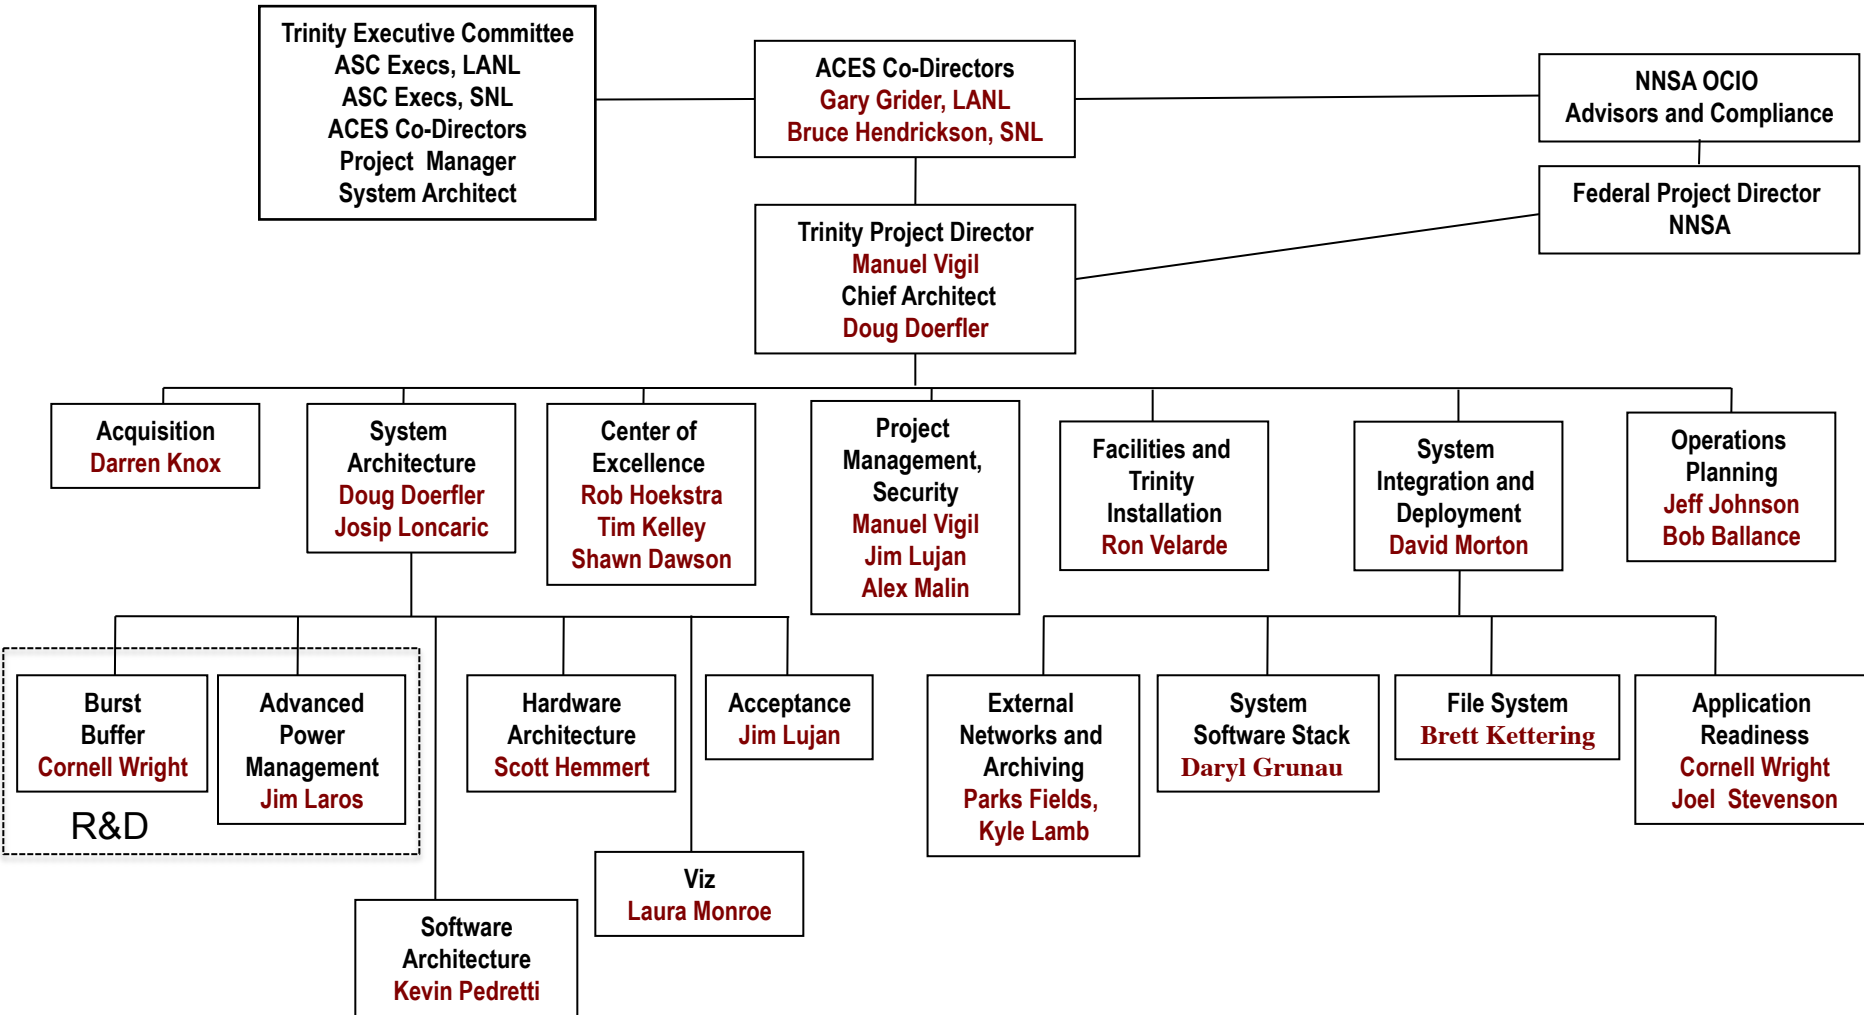 Trinity Executive Committee
ASC Execs, LANL
ASC Execs, SNL
ACES Co-Directors
Project Manager
System Architect
ACES Co-Directors
Gary Grider, LANL
Bruce Hendrickson, SNL
NNSA OCIO
Advisors and Compliance
Federal Project Director
NNSA
Trinity Project Director
Manuel Vigil
Chief Architect
Doug Doerfler
Acquisition
Darren Knox
System
Architecture
Doug Doerfler
Josip Loncaric
Center of
Excellence
Rob Hoekstra
Tim Kelley
Shawn Dawson
Project
Management,
Security
Manuel Vigil
Jim Lujan
Alex Malin
Facilities and
Trinity
Installation
Ron Velarde
System
Integration and
Deployment
David Morton
Operations
Planning
Jeff Johnson
Bob Ballance
Burst
Buffer
Cornell Wright
Advanced
Power
Management
Jim Laros
R&D
Software
Architecture
Kevin Pedretti
Hardware
Architecture
Scott Hemmert
Viz
Laura Monroe
Acceptance
Jim Lujan
External
Networks and
Archiving
Parks Fields,
Kyle Lamb
System
Software Stack
Daryl Grunau
File System
Brett Kettering
Application
Readiness
Cornell Wright
Joel Stevenson